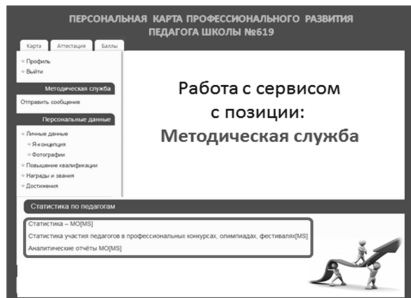 ПЕРСОНАЛЬНАЯ КАРТА ПРОФЕССИОНАЛЬНОГО РАЗВИТИЯ
ПЕДАГОГА ШКОЛЫ №619
Карта Аттестация Баллы
Профиль
Выйти
Методическая служба
Отправить сообщение
Персональные данные
Личные данные
Я-концепция
Фотографии
Повышение квалификации
Награды и звания
Достижения
Работа с сервисом
с позиции:
Методическая служба
Статистика по педагогам
Статистика – МО[MS]
Статистика участия педагогов в профессиональных конкурсах, олимпиадах, фестивалях[MS]
Аналитические отчёты МО[MS]